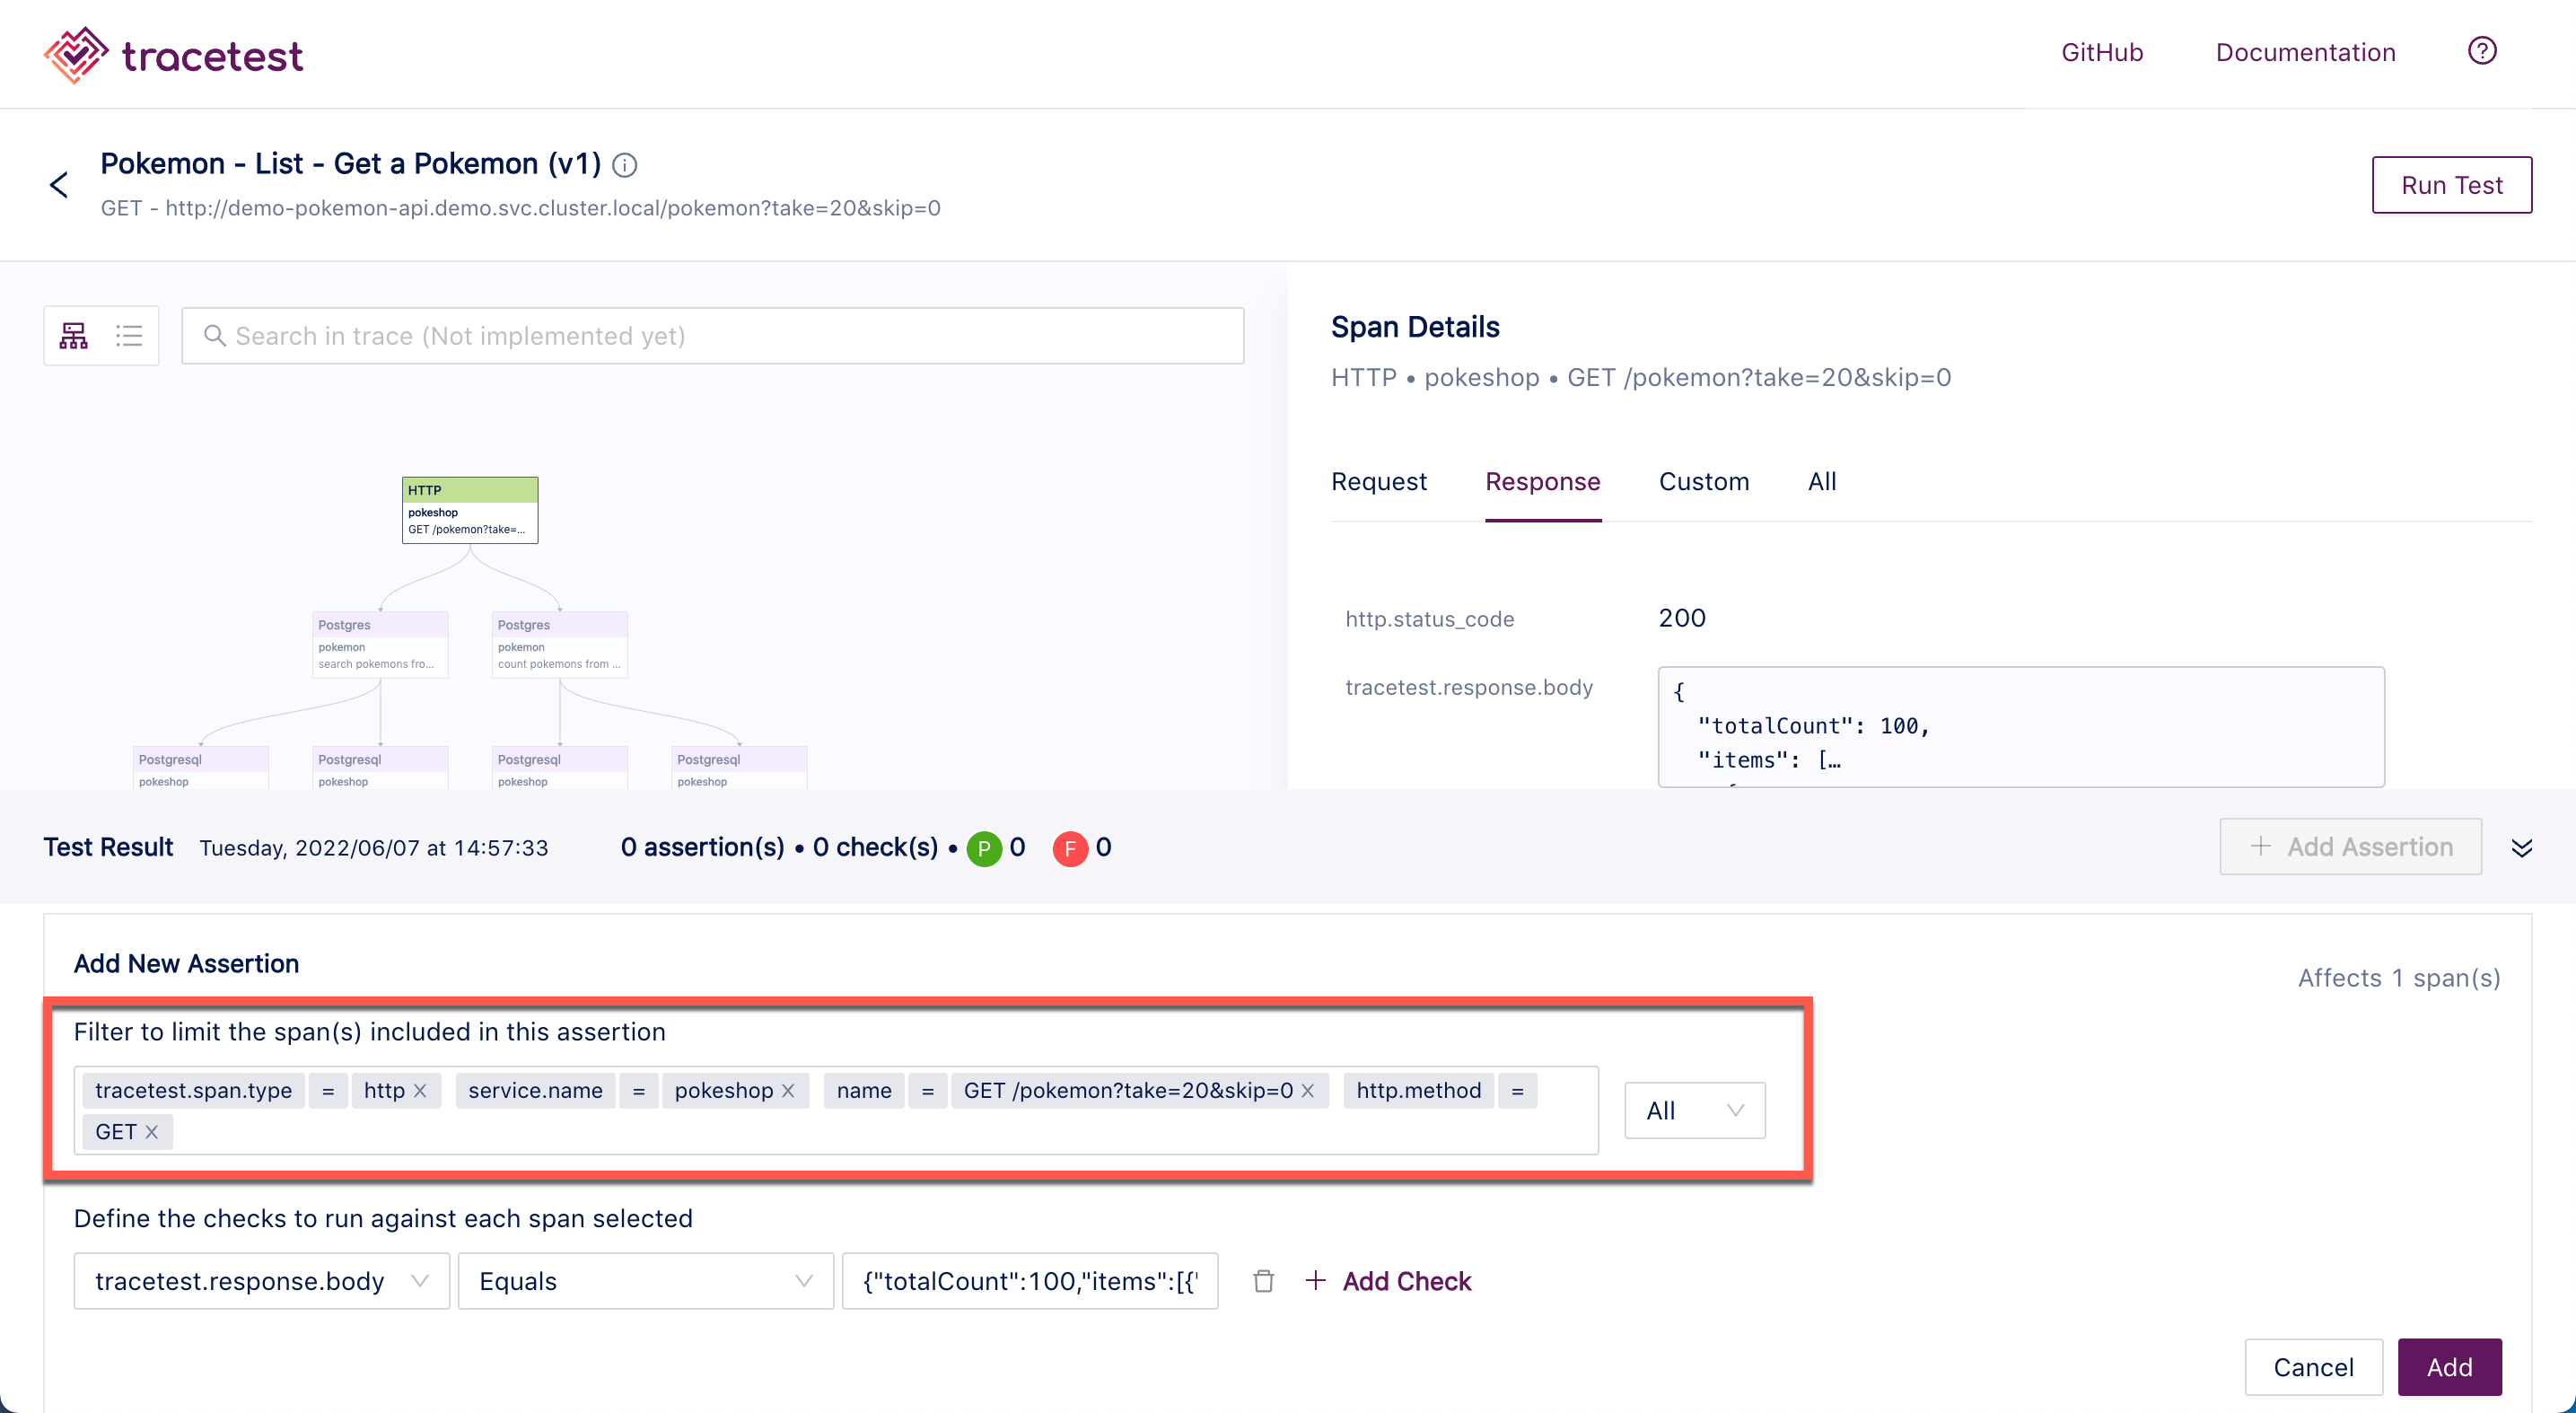 tracetest
GitHub Documentation
Pokemon - List - Get a Pokemon (v1)
GET - http://demo-pokemon-api.demo.svc.cluster.local/pokemon?take=20&skip=0
Run Test
Search in trace (Not implemented yet)
HTTP
pokeshop
GET /pokemon?take=...
Postgres
pokemon
search pokemons fro...
Postgres
pokemon
count pokemons from ...
Postgresql
pokeshop
Postgresql
pokeshop
Postgresql
pokeshop
Postgresql
pokeshop
Span Details
HTTP • pokeshop • GET /pokemon?take=20&skip=0
Request Response Custom All
http.status_code 200
tracetest.response.body
{
"totalCount": 100,
"items": […
Test Result Tuesday, 2022/06/07 at 14:57:33 0 assertion(s) • 0 check(s) • P 0 F 0
+ Add Assertion
Add New Assertion
Affects 1 span(s)
Filter to limit the span(s) included in this assertion
tracetest.span.type = http × service.name = pokeshop × name = GET /pokemon?take=20&skip=0 × http.method =
GET ×
All
Define the checks to run against each span selected
tracetest.response.body Equals {"totalCount":100,"items":[{' + Add Check
Cancel Add